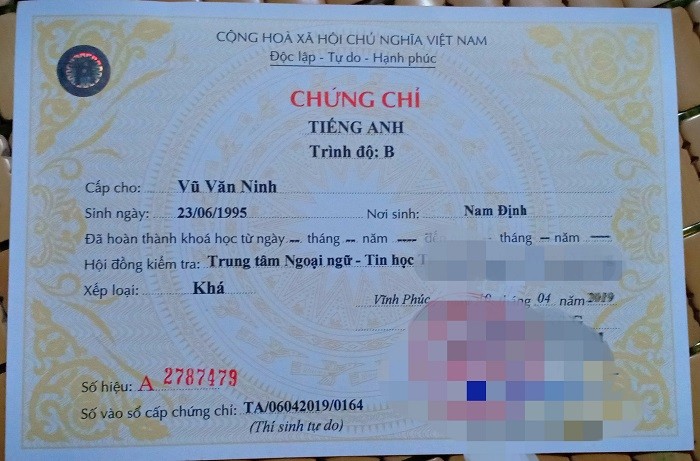 CỘNG HOÀ XÃ HỘI CHỦ NGHĨA VIỆT NAM
Độc lập - Tự do - Hạnh phúc
CHỨNG CHỈ
TIẾNG ANH
Trình độ: B
Cấp cho: Vũ Văn Ninh
Sinh ngày: 23/06/1995 Nơi sinh: Nam Định
Đã hoàn thành khoá học từ ngày -- tháng -- năm ---- đến - tháng -- năm ----
Hội đồng kiểm tra: Trung tâm Ngoại ngữ - Tin học
Xếp loại: Khá
Vĩnh Phúc tháng 04 năm 2019
Số hiệu: A 2787479
Số vào sổ cấp chứng chỉ: TA/06042019/0164
(Thí sinh tự do)